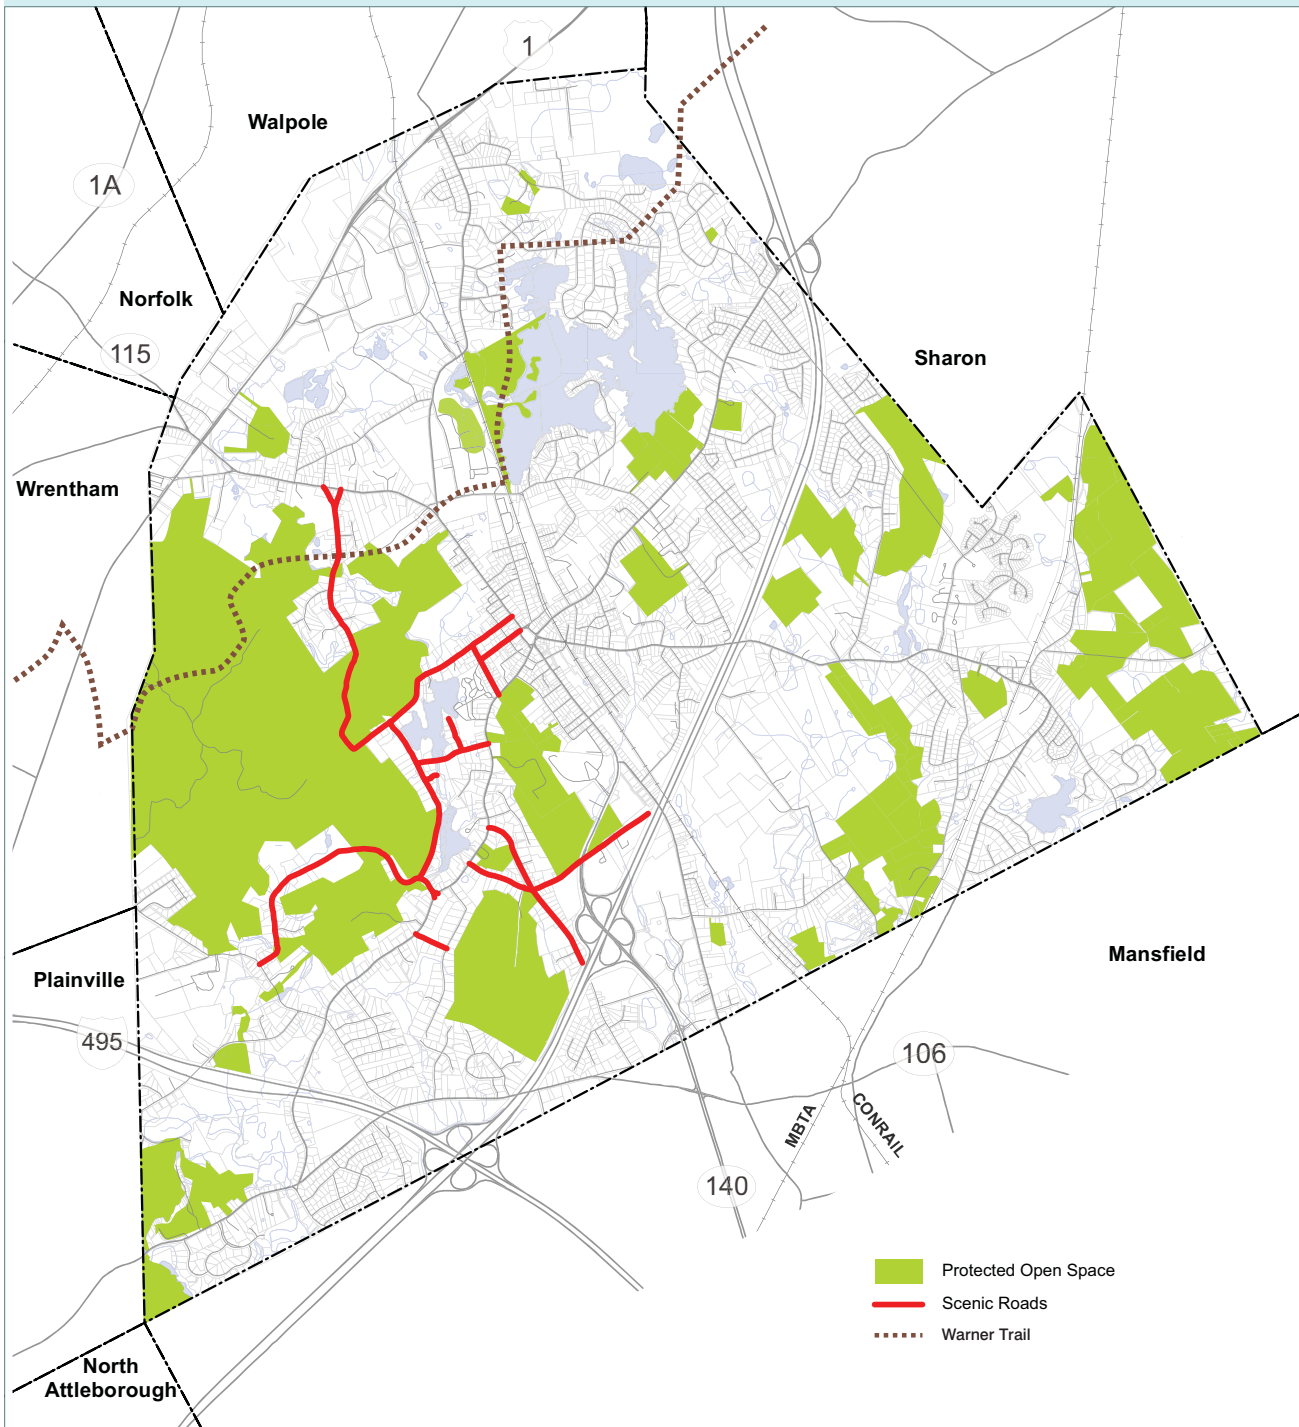 1
Walpole
1A
Norfolk
115
Sharon
Wrentham
Mansfield
Plainville
495
106
MBTA
CONRAIL
140
Protected Open Space
Scenic Roads
Warner Trail
North
Attleborough